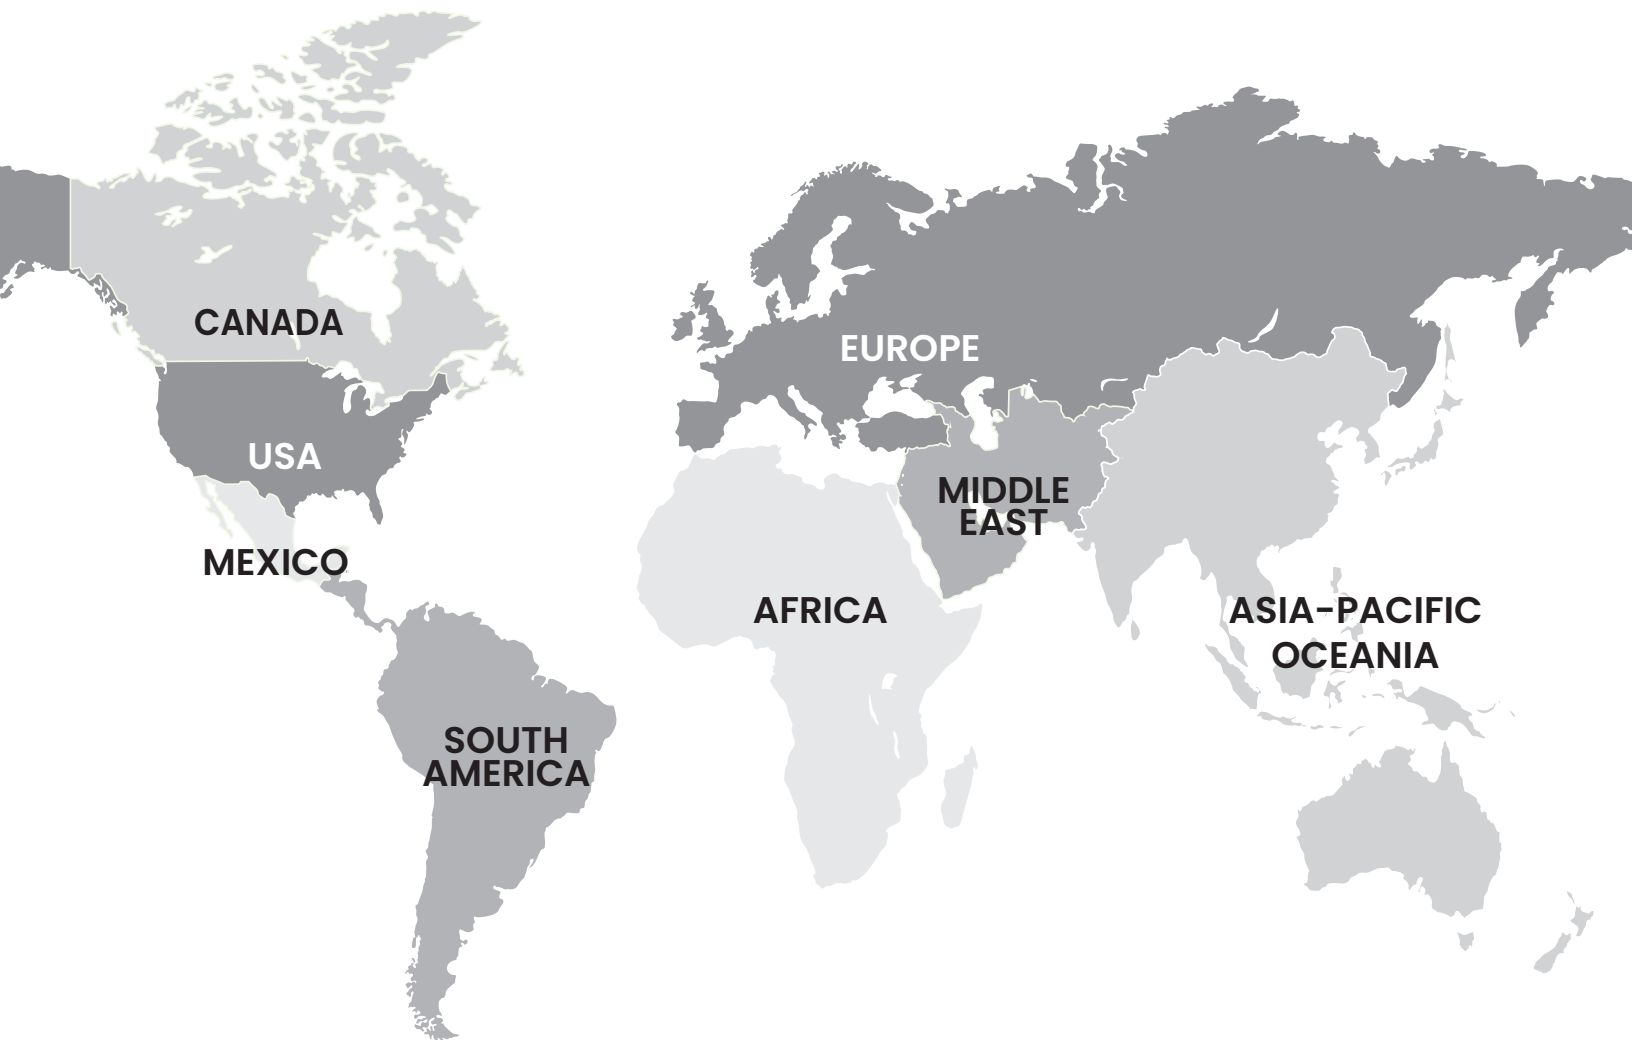 CANADA
EUROPE
USA
MIDDLE
EAST
MEXICO
AFRICA
ASIA–PACIFIC
OCEANIA
SOUTH
AMERICA